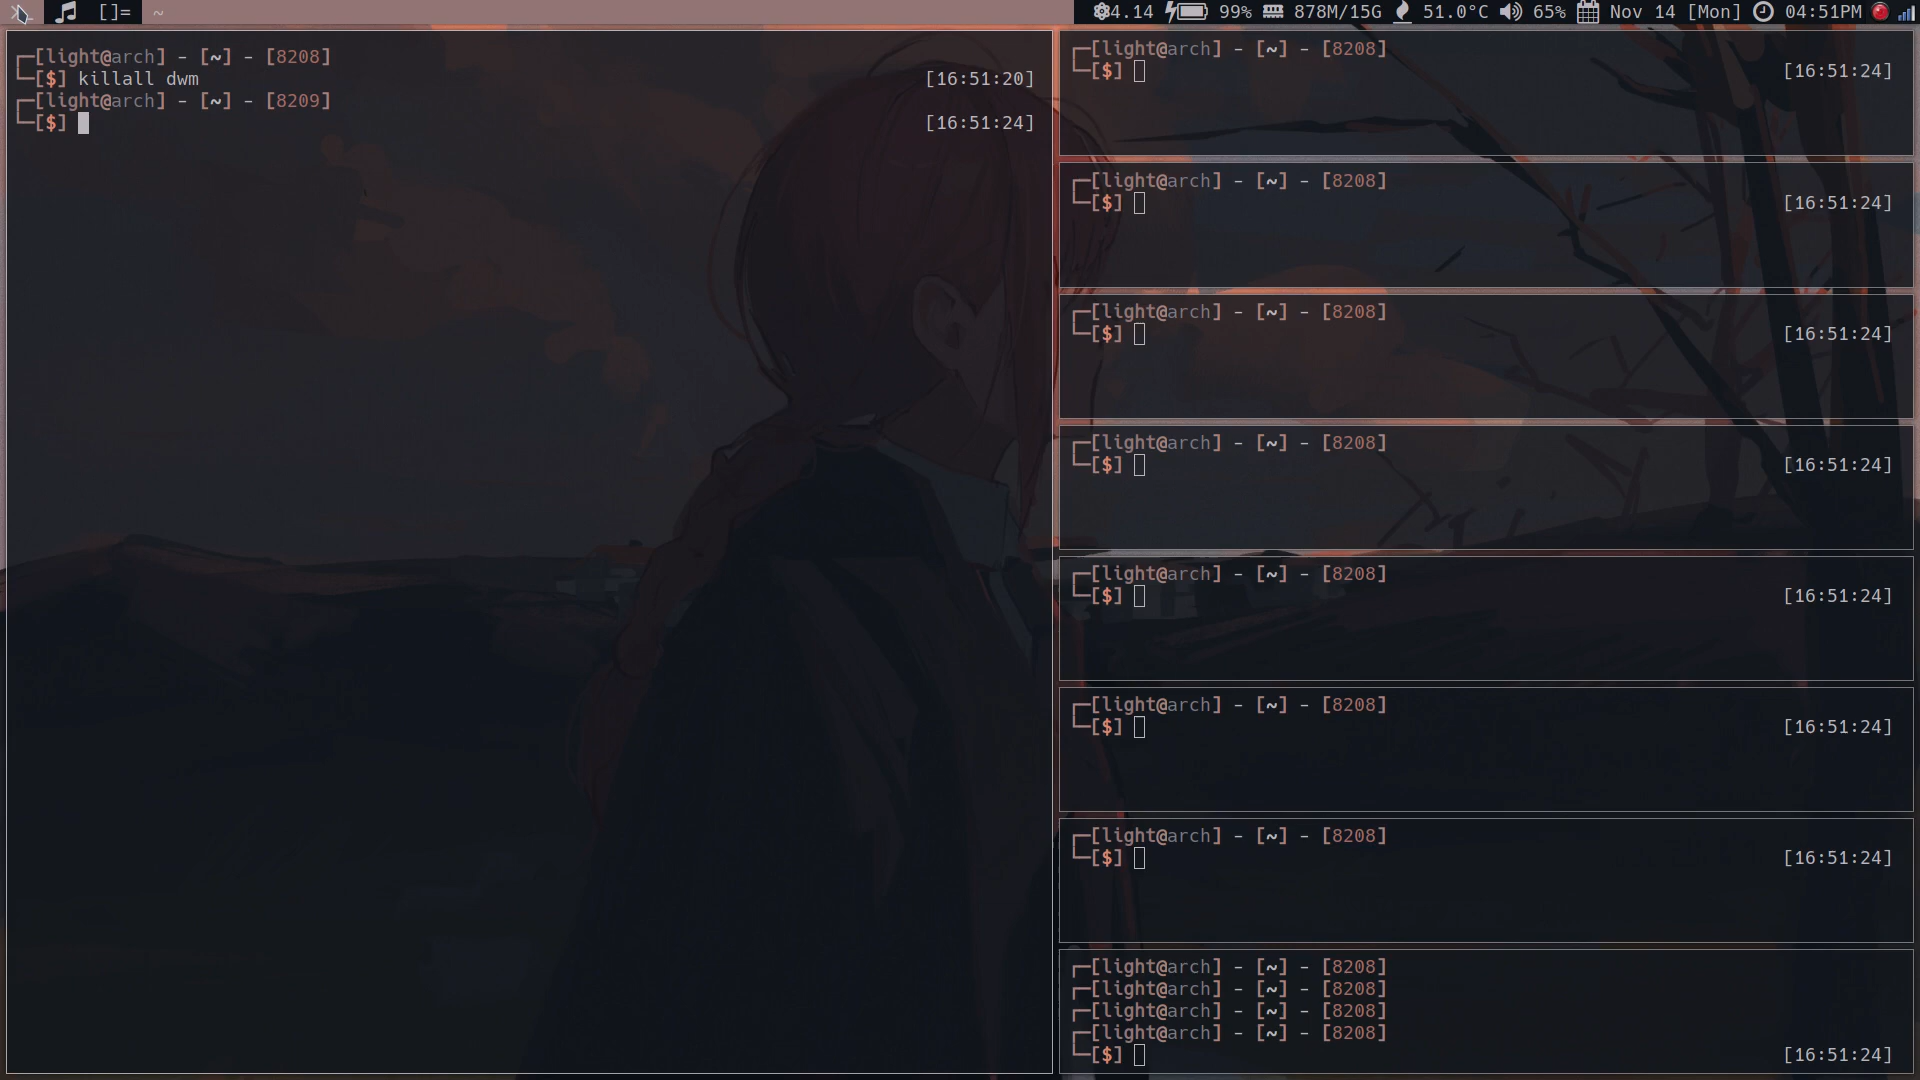 []= ~ 4.14 99% 878M/15G 51.0°C 65% Nov 14 [Mon] 04:51PM
┌─[light@arch] - [~] - [8208]
└─[$] killall dwm [16:51:20]
┌─[light@arch] - [~] - [8209]
└─[$] [16:51:24]
┌─[light@arch] - [~] - [8208]
└─[$] [16:51:24]
┌─[light@arch] - [~] - [8208]
└─[$] [16:51:24]
┌─[light@arch] - [~] - [8208]
└─[$] [16:51:24]
┌─[light@arch] - [~] - [8208]
└─[$] [16:51:24]
┌─[light@arch] - [~] - [8208]
└─[$] [16:51:24]
┌─[light@arch] - [~] - [8208]
└─[$] [16:51:24]
┌─[light@arch] - [~] - [8208]
└─[$] [16:51:24]
┌─[light@arch] - [~] - [8208]
┌─[light@arch] - [~] - [8208]
┌─[light@arch] - [~] - [8208]
┌─[light@arch] - [~] - [8208]
└─[$] [16:51:24]